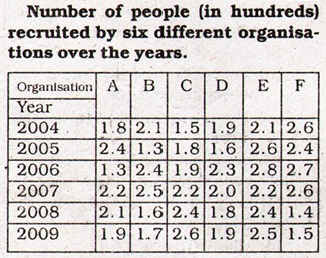 Number of people (in hundreds)
recruited by six different organisa-
tions over the years.
Organisation A B C D E F
Year
2004 1.8 2.1 1.5 1.9 2.1 2.6
2005 2.4 1.3 1.8 1.6 2.6 2.4
2006 1.3 2.4 1.9 2.3 2.8 2.7
2007 2.2 2.5 2.2 2.0 2.2 2.6
2008 2.1 1.6 2.4 1.8 2.4 1.4
2009 1.9 1.7 2.6 1.9 2.5 1.5